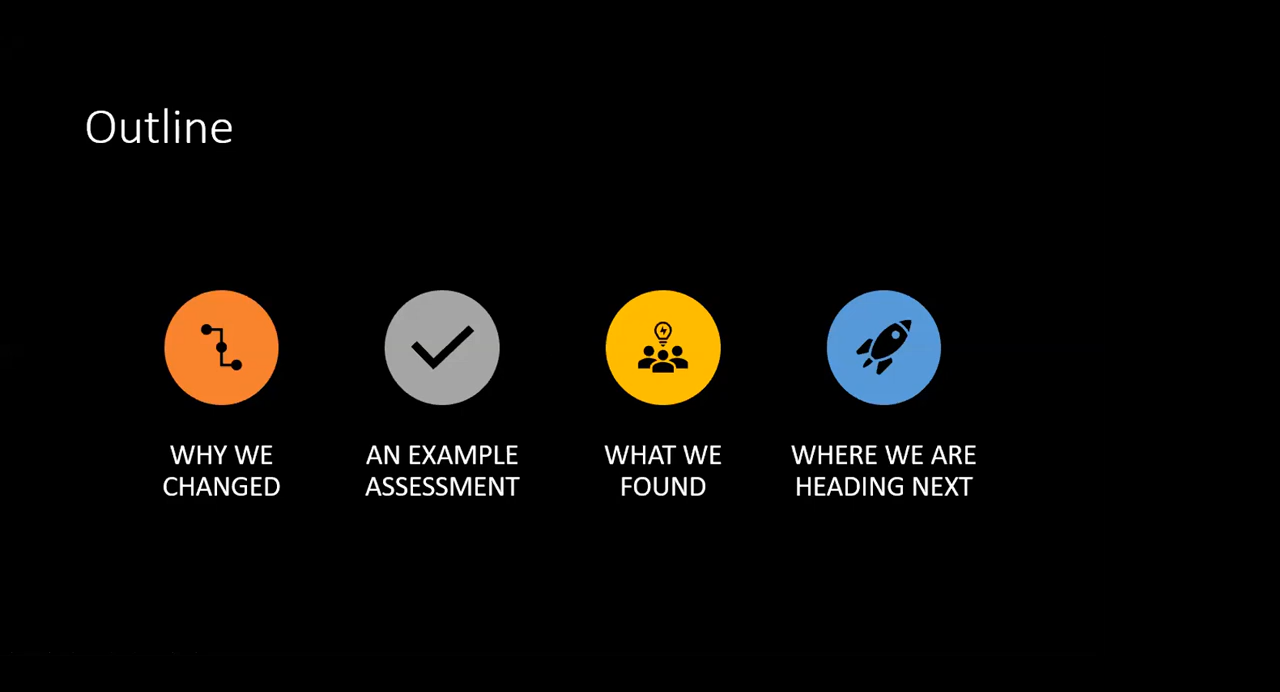 Outline
WHY WE
CHANGED
AN EXAMPLE
ASSESSMENT
WHAT WE
FOUND
WHERE WE ARE
HEADING NEXT